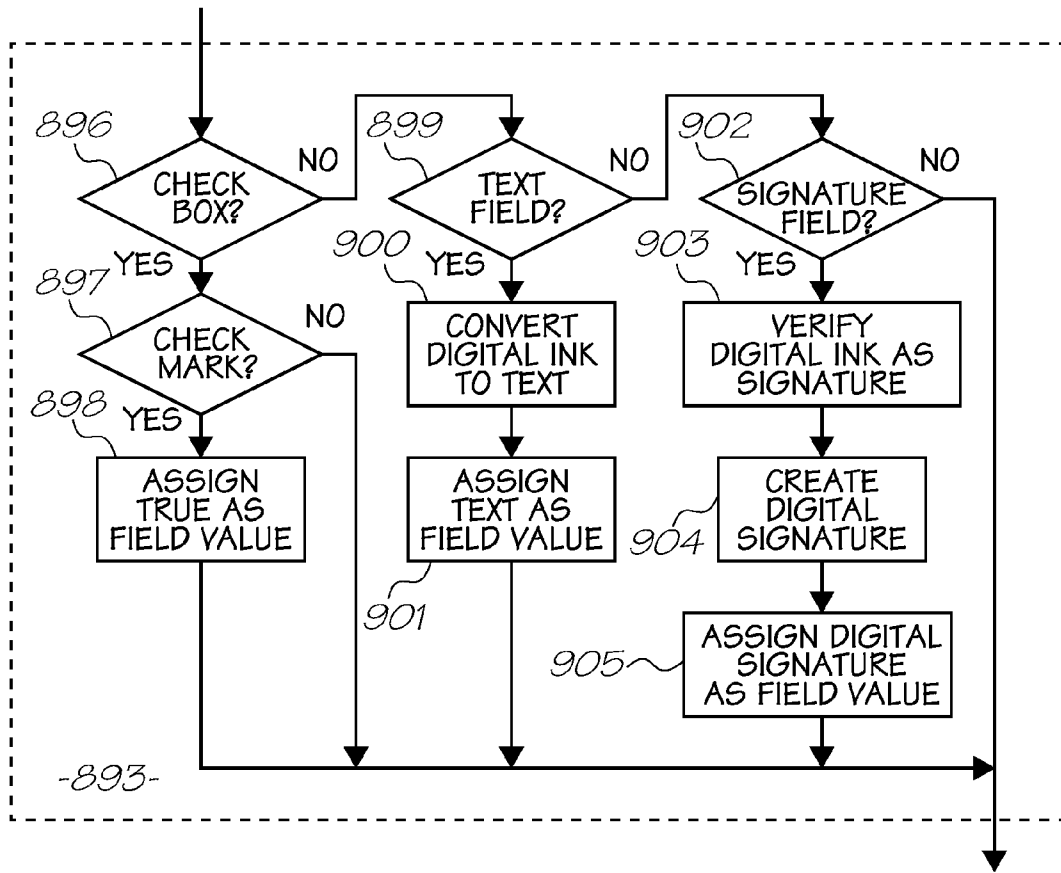 896
CHECK
BOX?
NO
YES
897
CHECK
MARK?
NO
YES
898
ASSIGN
TRUE AS
FIELD VALUE
899
TEXT
FIELD?
NO
YES
900
CONVERT
DIGITAL INK
TO TEXT
ASSIGN
TEXT AS
FIELD VALUE
901
902
SIGNATURE
FIELD?
NO
YES
903
VERIFY
DIGITAL INK AS
SIGNATURE
CREATE
DIGITAL
SIGNATURE
904
ASSIGN DIGITAL
SIGNATURE
AS FIELD VALUE
905
-893-